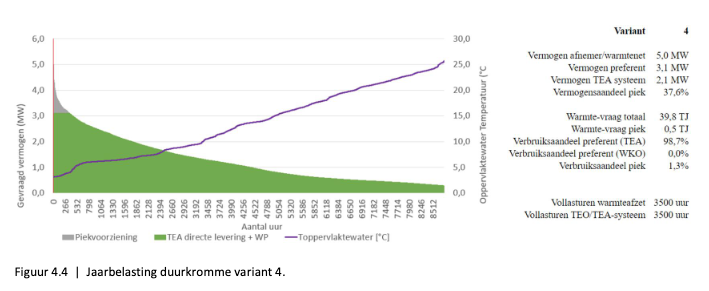 6,0
5,0
4,0
3,0
2,0
1,0
0,0
Gevraagd vermogen (MW)
30,0
25,0
20,0
15,0
10,0
5,0
0,0
Oppervlaktewater Temperatuur (°C
0 266 532 798 1064 1330 1596 1862 2128 2394 2660 2926 3192 3458 3724 3990 4256 4522 4788 5054 5320 5586 5852 6118 6384 6650 6916 7182 7448 7714 7980 8246 8512
Aantal uur
Piekvoorziening TEA directe levering + WP Toppervlaktewater [°C]
Variant 4
Vermogen afnemer/warmtenet 5,0 MW
Vermogen preferent 3,1 MW
Vermogen TEA systeem 2,1 MW
Vermogensaandeel piek 37,6%
Warmte-vraag totaal 39,8 TJ
Warmte-vraag piek 0,5 TJ
Verbruiksaandeel preferent (TEA) 98,7%
Verbruiksaandeel preferent (WKO) 0,0%
Verbruiksaandeel piek 1,3%
Vollasturen warmteafzet 3500 uur
Vollasturen TEO/TEA-systeem 3500 uur
Figuur 4.4 | Jaarbelasting duurkromme variant 4.